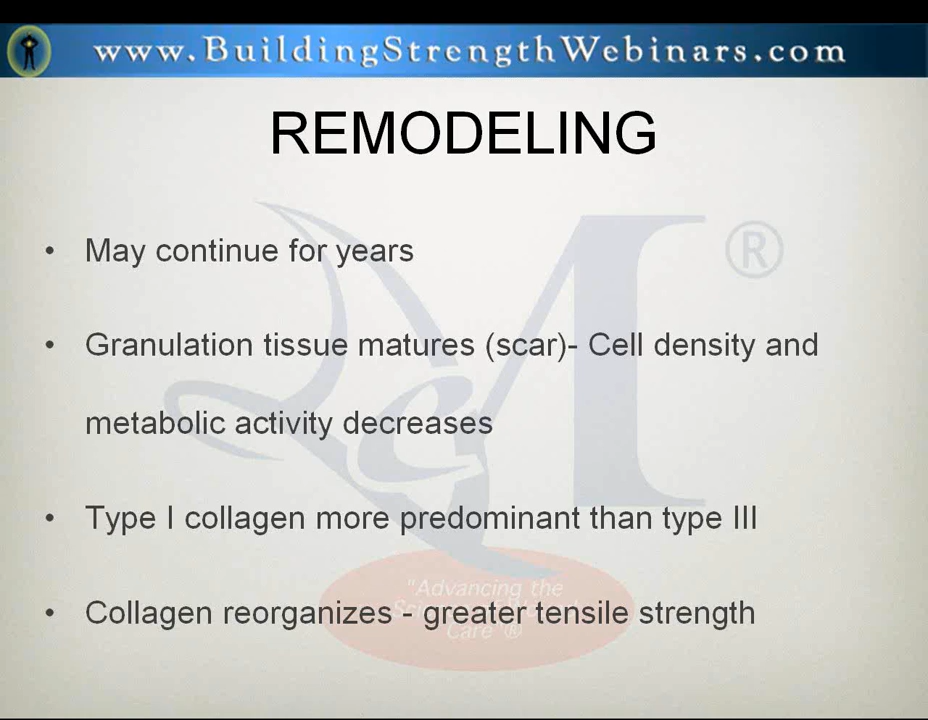 www.BuildingStrengthWebinars.com
REMODELING
®
• May continue for years
• Granulation tissue matures (scar)- Cell density and
metabolic activity decreases
• Type I collagen more predominant than type III
"Advancing the
• Collagen reorganizes - greater tensile strength
Care"®